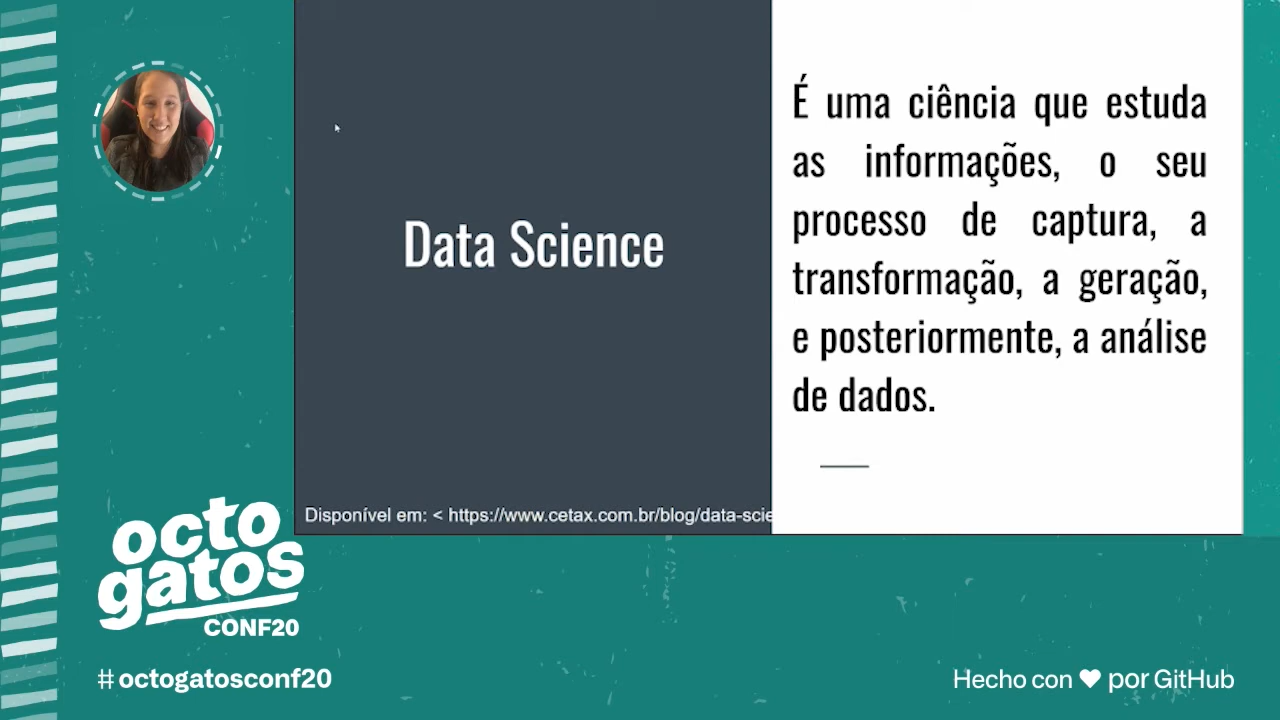 Data Science
Disponível em: < https://www.cetax.com.br/blog/data-scie
É uma ciência que estuda
as informações, o seu
processo de captura, a
transformação, a geração,
e posteriormente, a análise
de dados.
octo
gatos
CONF20
#octogatosconf20
Hecho con ♥ por GitHub